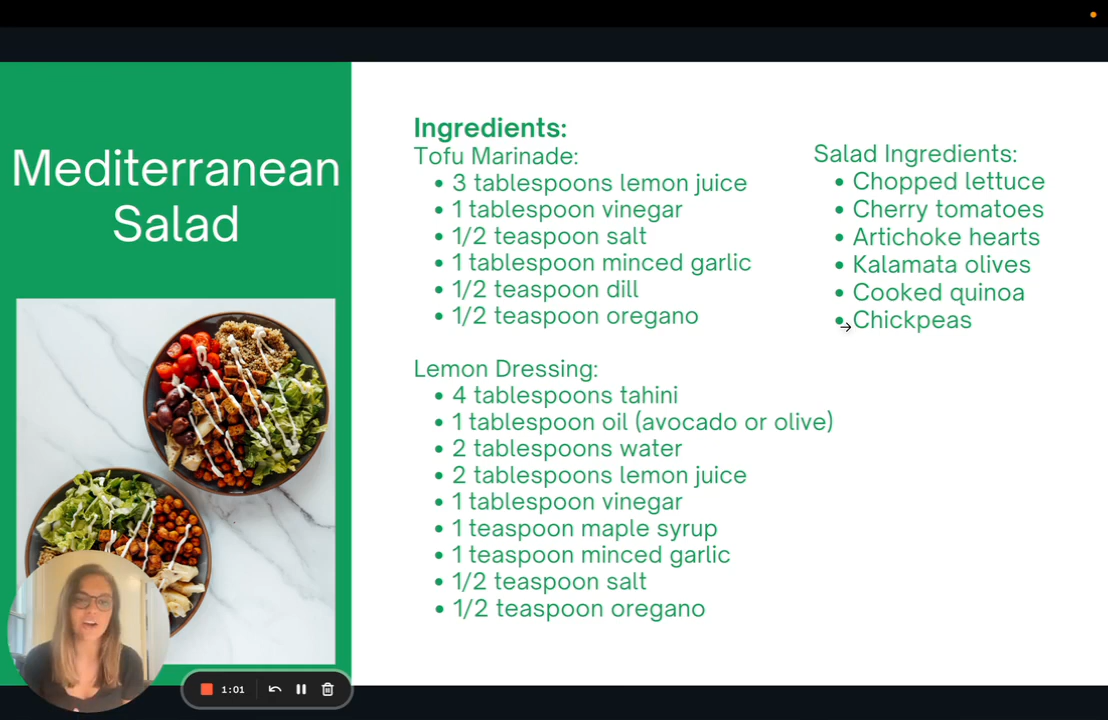 Mediterranean
Salad
Ingredients:
Tofu Marinade:
• 3 tablespoons lemon juice
• 1 tablespoon vinegar
• 1/2 teaspoon salt
• 1 tablespoon minced garlic
• 1/2 teaspoon dill
• 1/2 teaspoon oregano
Lemon Dressing:
• 4 tablespoons tahini
• 1 tablespoon oil (avocado or olive)
• 2 tablespoons water
• 2 tablespoons lemon juice
• 1 tablespoon vinegar
• 1 teaspoon maple syrup
• 1 teaspoon minced garlic
• 1/2 teaspoon salt
• 1/2 teaspoon oregano
Salad Ingredients:
• Chopped lettuce
• Cherry tomatoes
• Artichoke hearts
• Kalamata olives
• Cooked quinoa
• Chickpeas
1:01